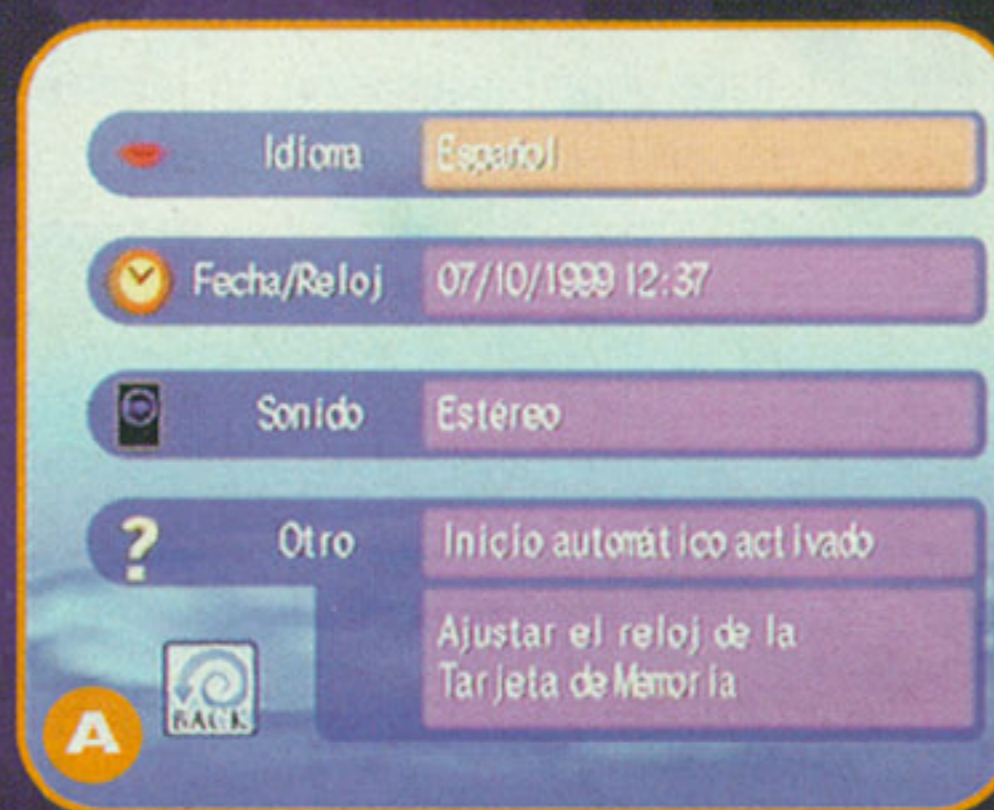 Idioma Español
Fecha/Reloj 07/10/1999 12:37
Sonido Estéreo
Otro Inicio automático activado
Ajustar el reloj de la
Tarjeta de Memoria
BACK
A